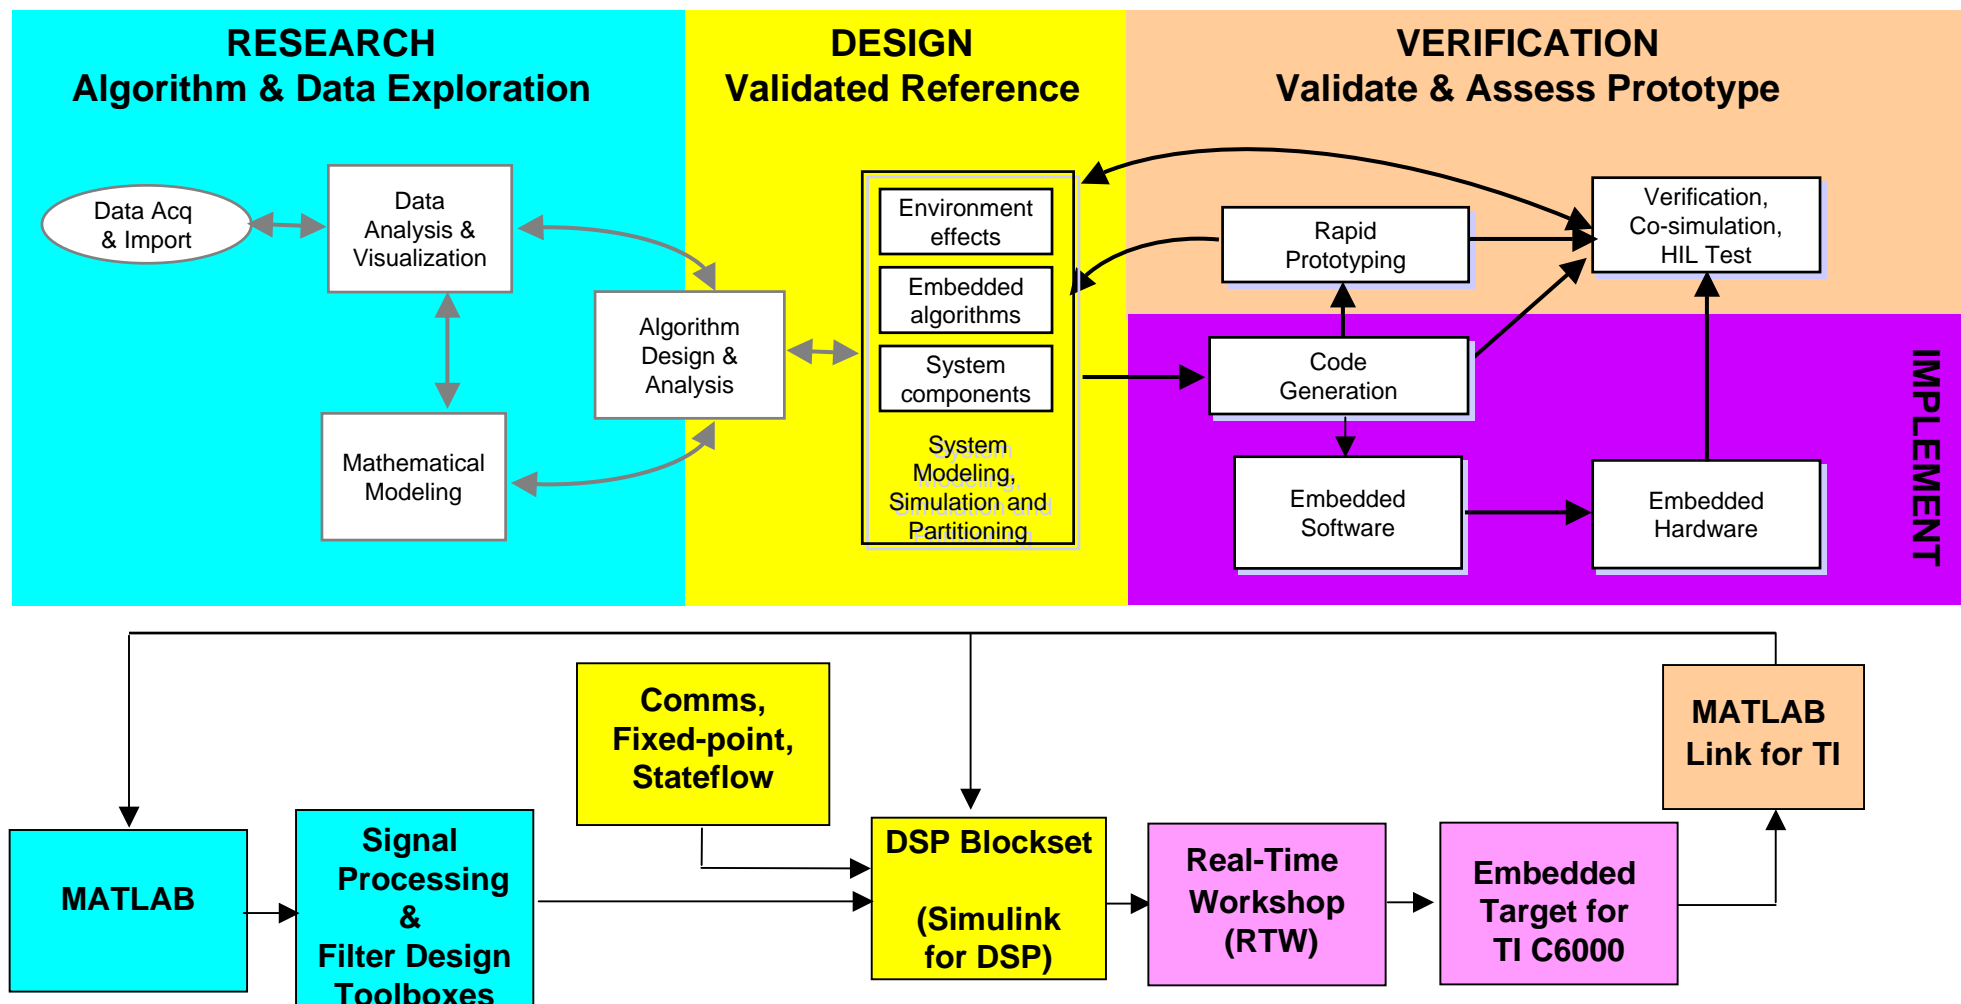 RESEARCH
Algorithm & Data Exploration
DESIGN
Validated Reference
VERIFICATION
Validate & Assess Prototype
Data Acq
& Import
Data
Analysis &
Visualization
Mathematical
Modeling
Algorithm
Design &
Analysis
Environment
effects
Embedded
algorithms
System
components
System
Modeling,
Simulation and
Partitioning
Rapid
Prototyping
Verification,
Co-simulation,
HIL Test
Code
Generation
Embedded
Software
Embedded
Hardware
IMPLEMENT
MATLAB
Signal
Processing
&
Filter Design
Toolboxes
Comms,
Fixed-point,
Stateflow
DSP Blockset
(Simulink
for DSP)
Real-Time
Workshop
(RTW)
Embedded
Target for
TI C6000
MATLAB
Link for TI